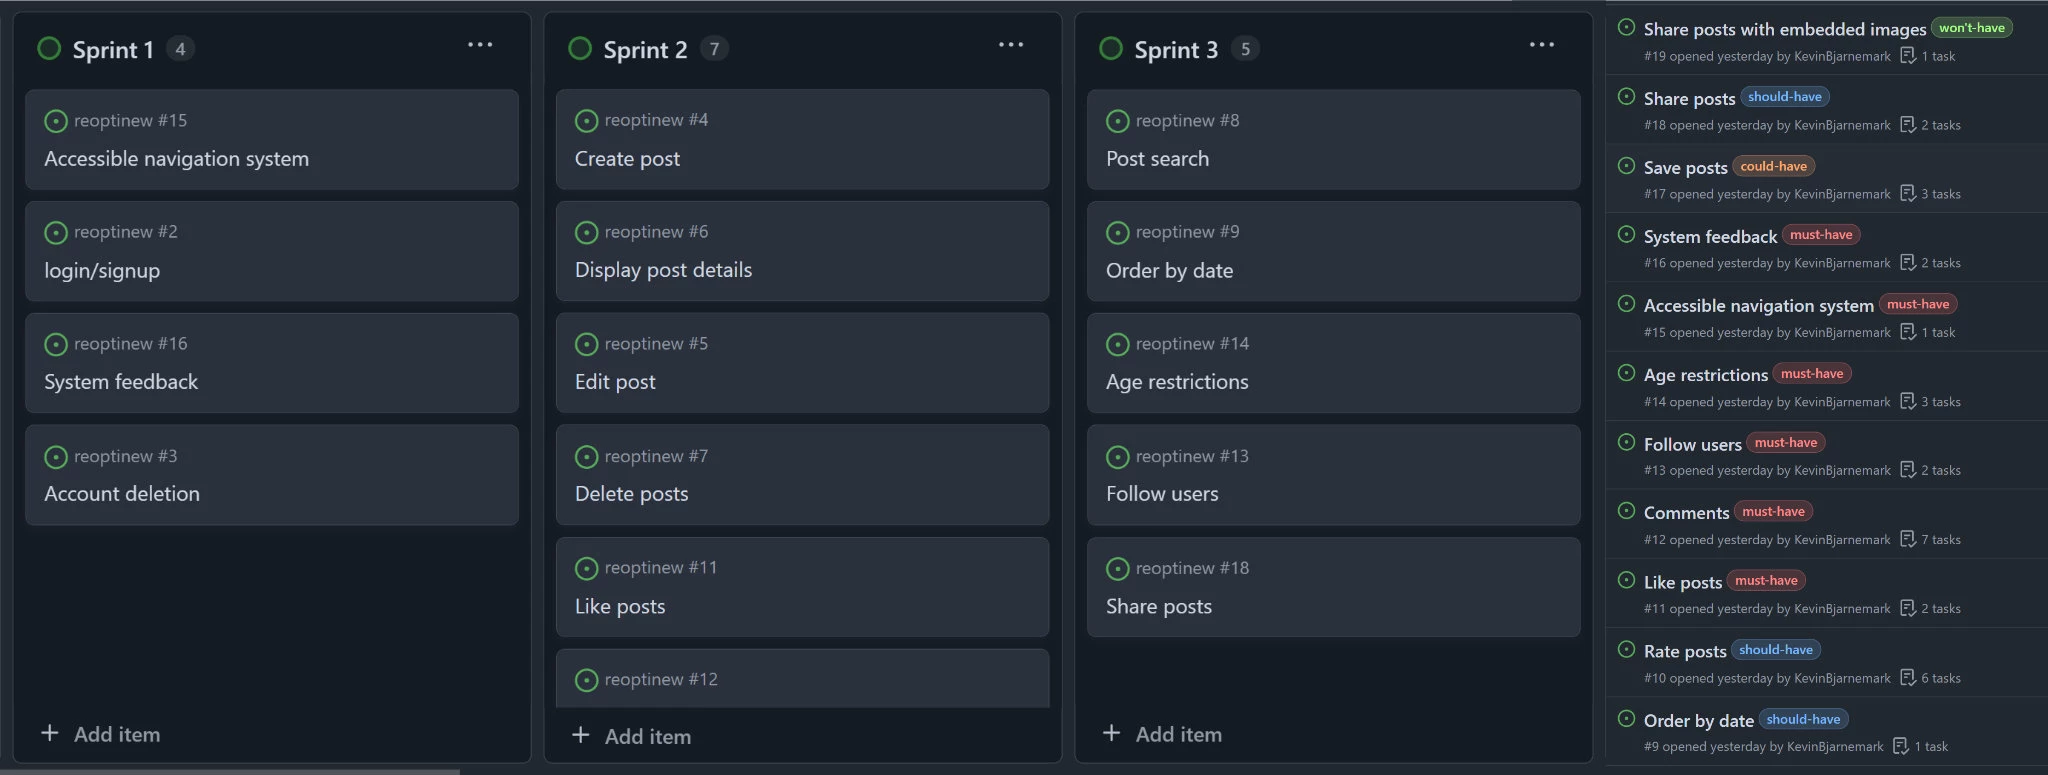 Sprint 1 4 ...
reoptinew #15
Accessible navigation system
reoptinew #2
login/signup
reoptinew #16
System feedback
reoptinew #3
Account deletion
+ Add item
Sprint 2 7 ...
reoptinew #4
Create post
reoptinew #6
Display post details
reoptinew #5
Edit post
reoptinew #7
Delete posts
reoptinew #11
Like posts
reoptinew #12
+ Add item
Sprint 3 5 ...
reoptinew #8
Post search
reoptinew #9
Order by date
reoptinew #14
Age restrictions
reoptinew #13
Follow users
reoptinew #18
Share posts
+ Add item
Share posts with embedded images won't-have
#19 opened yesterday by KevinBjarnemark 1 task
Share posts should-have
#18 opened yesterday by KevinBjarnemark 2 tasks
Save posts could-have
#17 opened yesterday by KevinBjarnemark 3 tasks
System feedback must-have
#16 opened yesterday by KevinBjarnemark 2 tasks
Accessible navigation system must-have
#15 opened yesterday by KevinBjarnemark 1 task
Age restrictions must-have
#14 opened yesterday by KevinBjarnemark 3 tasks
Follow users must-have
#13 opened yesterday by KevinBjarnemark 2 tasks
Comments must-have
#12 opened yesterday by KevinBjarnemark 7 tasks
Like posts must-have
#11 opened yesterday by KevinBjarnemark 2 tasks
Rate posts should-have
#10 opened yesterday by KevinBjarnemark 6 tasks
Order by date should-have
#9 opened yesterday by KevinBjarnemark 1 task